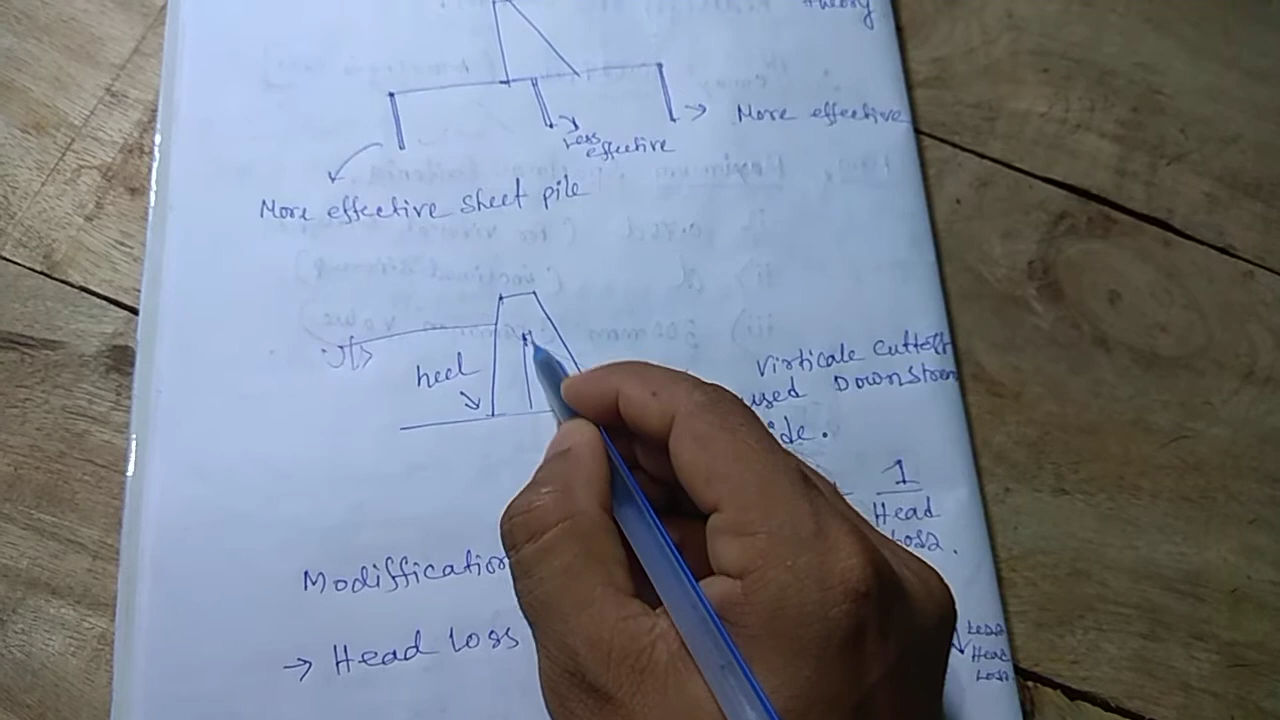 theory
More effective
Less
effective
More effective sheet pile
U/s
heel
Virticale cuttoff
used Downstream
side.
1
Head
Loss.
Modiffication
→ Head Loss
Less
Head
Loss.